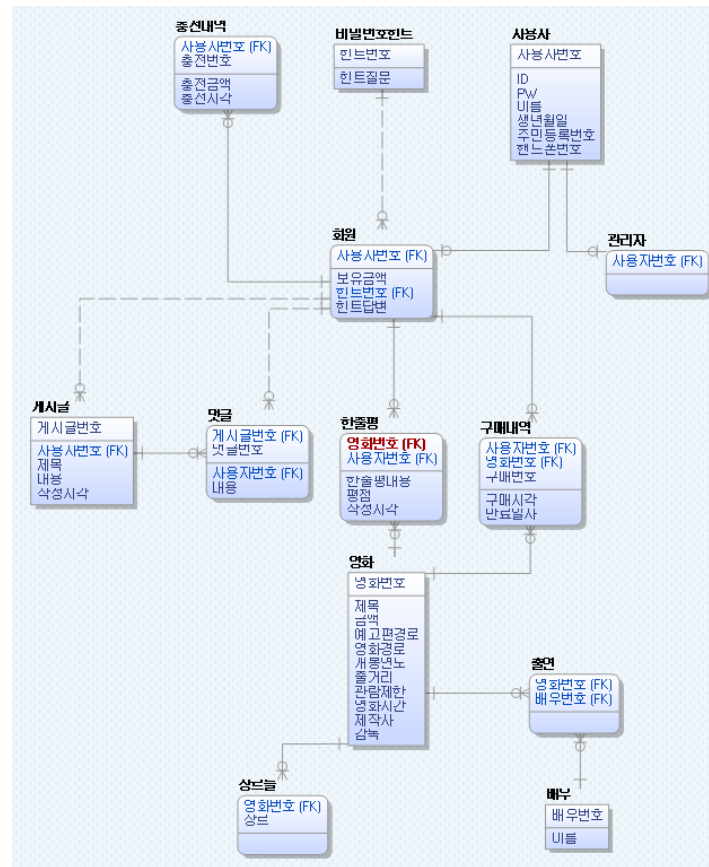 충전내역
사용자번호 (FK)
충전번호
충전금액
충전시각
비밀번호힌트
힌트번호
힌트질문
사용자
사용자번호
ID
PW
이름
생년월일
주민등록번호
핸드폰번호
회원
사용자번호 (FK)
보유금액
힌트번호 (FK)
힌트답변
관리자
사용자번호 (FK)
게시글
게시글번호
사용자번호 (FK)
제목
내용
작성시각
댓글
게시글번호 (FK)
댓글번호
사용자번호 (FK)
내용
한줄평
영화번호 (FK)
사용자번호 (FK)
한줄평내용
평점
작성시각
구매내역
사용자번호 (FK)
영화번호 (FK)
구매번호
구매시각
만료일시
영화
영화번호
제목
금액
예고편경로
영화경로
개봉년도
줄거리
관람제한
영화시간
제작사
감독
출연
영화번호 (FK)
배우번호 (FK)
장르들
영화번호 (FK)
장르
배우
배우번호
이름